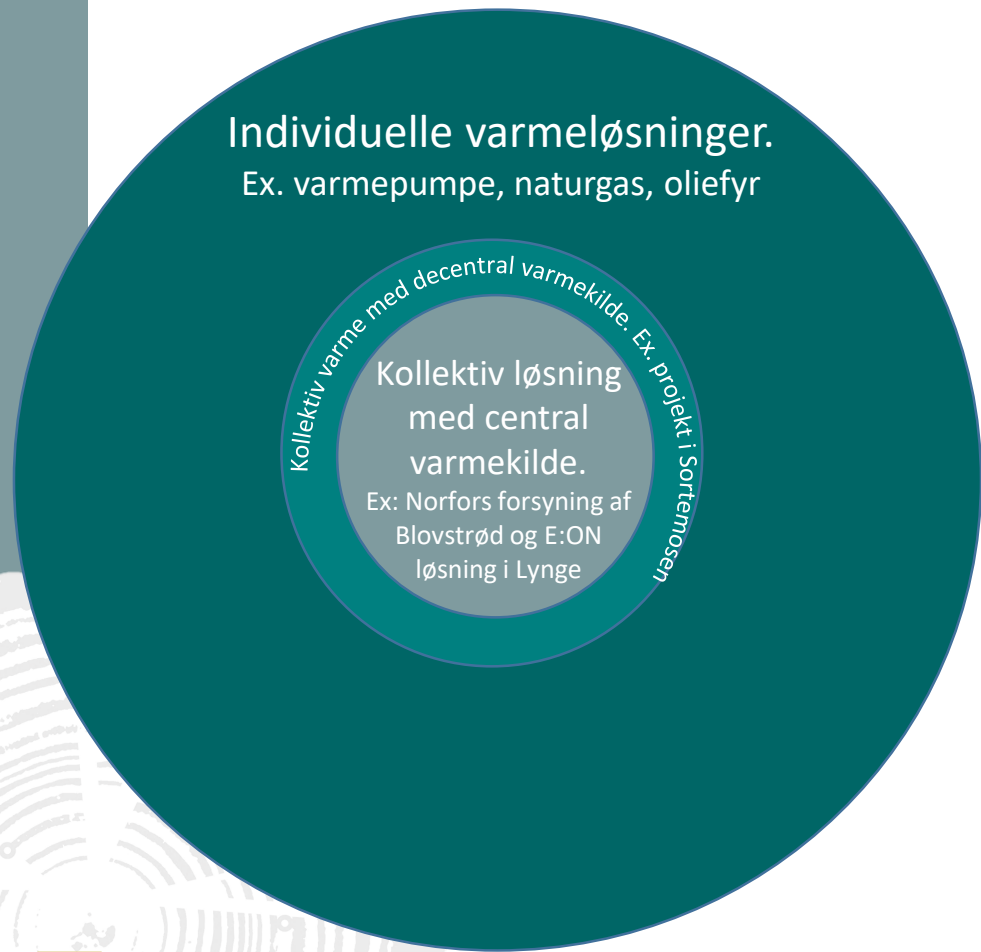 Individuelle varmeløsninger.
Ex. varmepumpe, naturgas, oliefyr
Kollektiv varme med decentral varmekilde. Ex. projekt i Sortemosen
Kollektiv løsning
med central
varmekilde.
Ex: Norfors forsyning af
Blovstrød og E:ON
løsning i Lynge